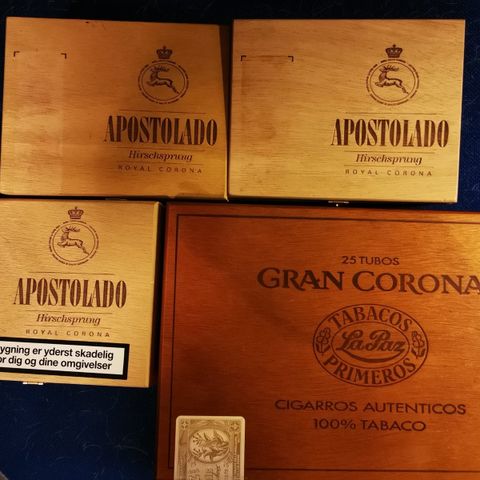 APOSTOLADO
Hirschsprung
ROYAL CORONA
APOSTOLADO
Hirschsprung
ROYAL CORONA
APOSTOLADO
Hirschsprung
ROYAL CORONA
ygning er yderst skadelig
or dig og dine omgivelser
25 TUBOS
GRAN CORONA
TABACOS
La Paz
PRIMEROS
CIGARROS AUTENTICOS
100% TABACO